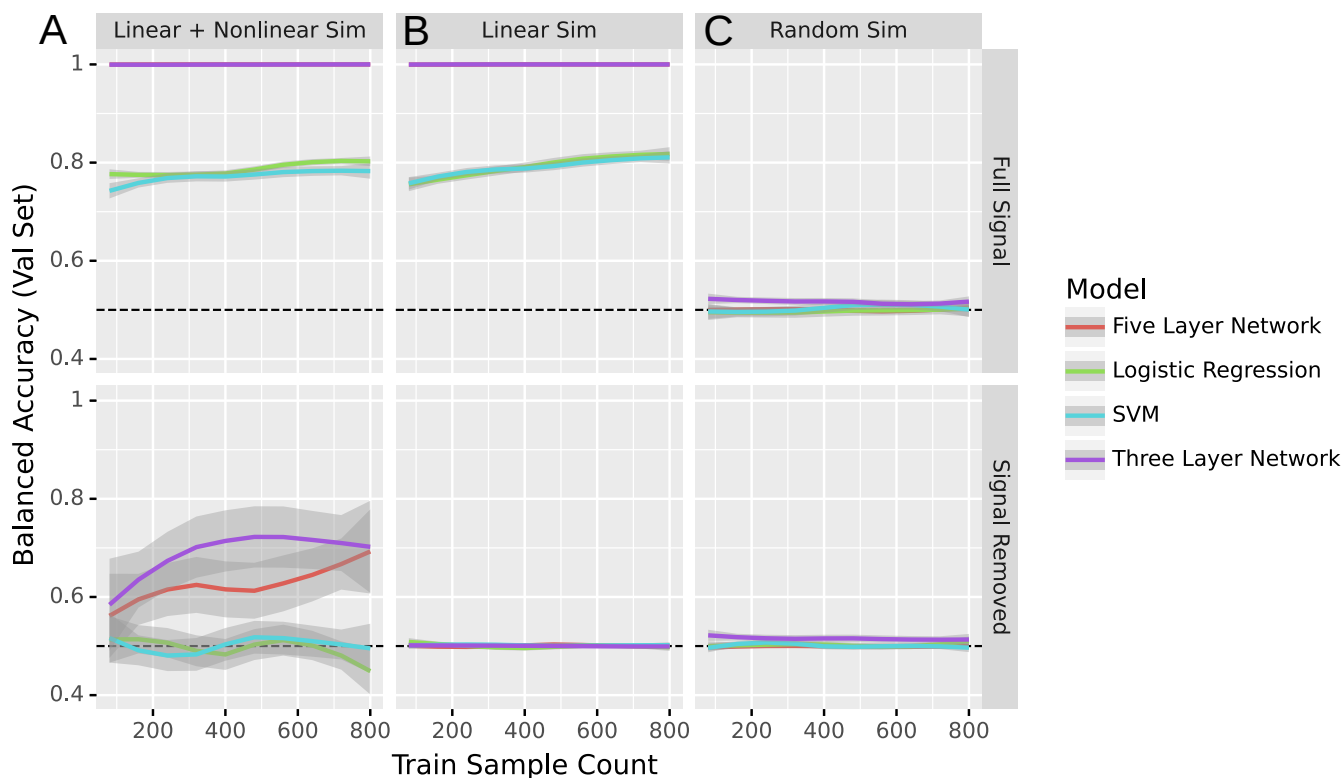 A
Linear + Nonlinear Sim
B
Linear Sim
C
Random Sim
Balanced Accuracy (Val Set)
1
0.8
0.6
0.4
Full Signal
1
0.8
0.6
0.4
Signal Removed
200
400
600
800
200
400
600
800
200
400
600
800
Train Sample Count
Model
Five Layer Network
Logistic Regression
SVM
Three Layer Network